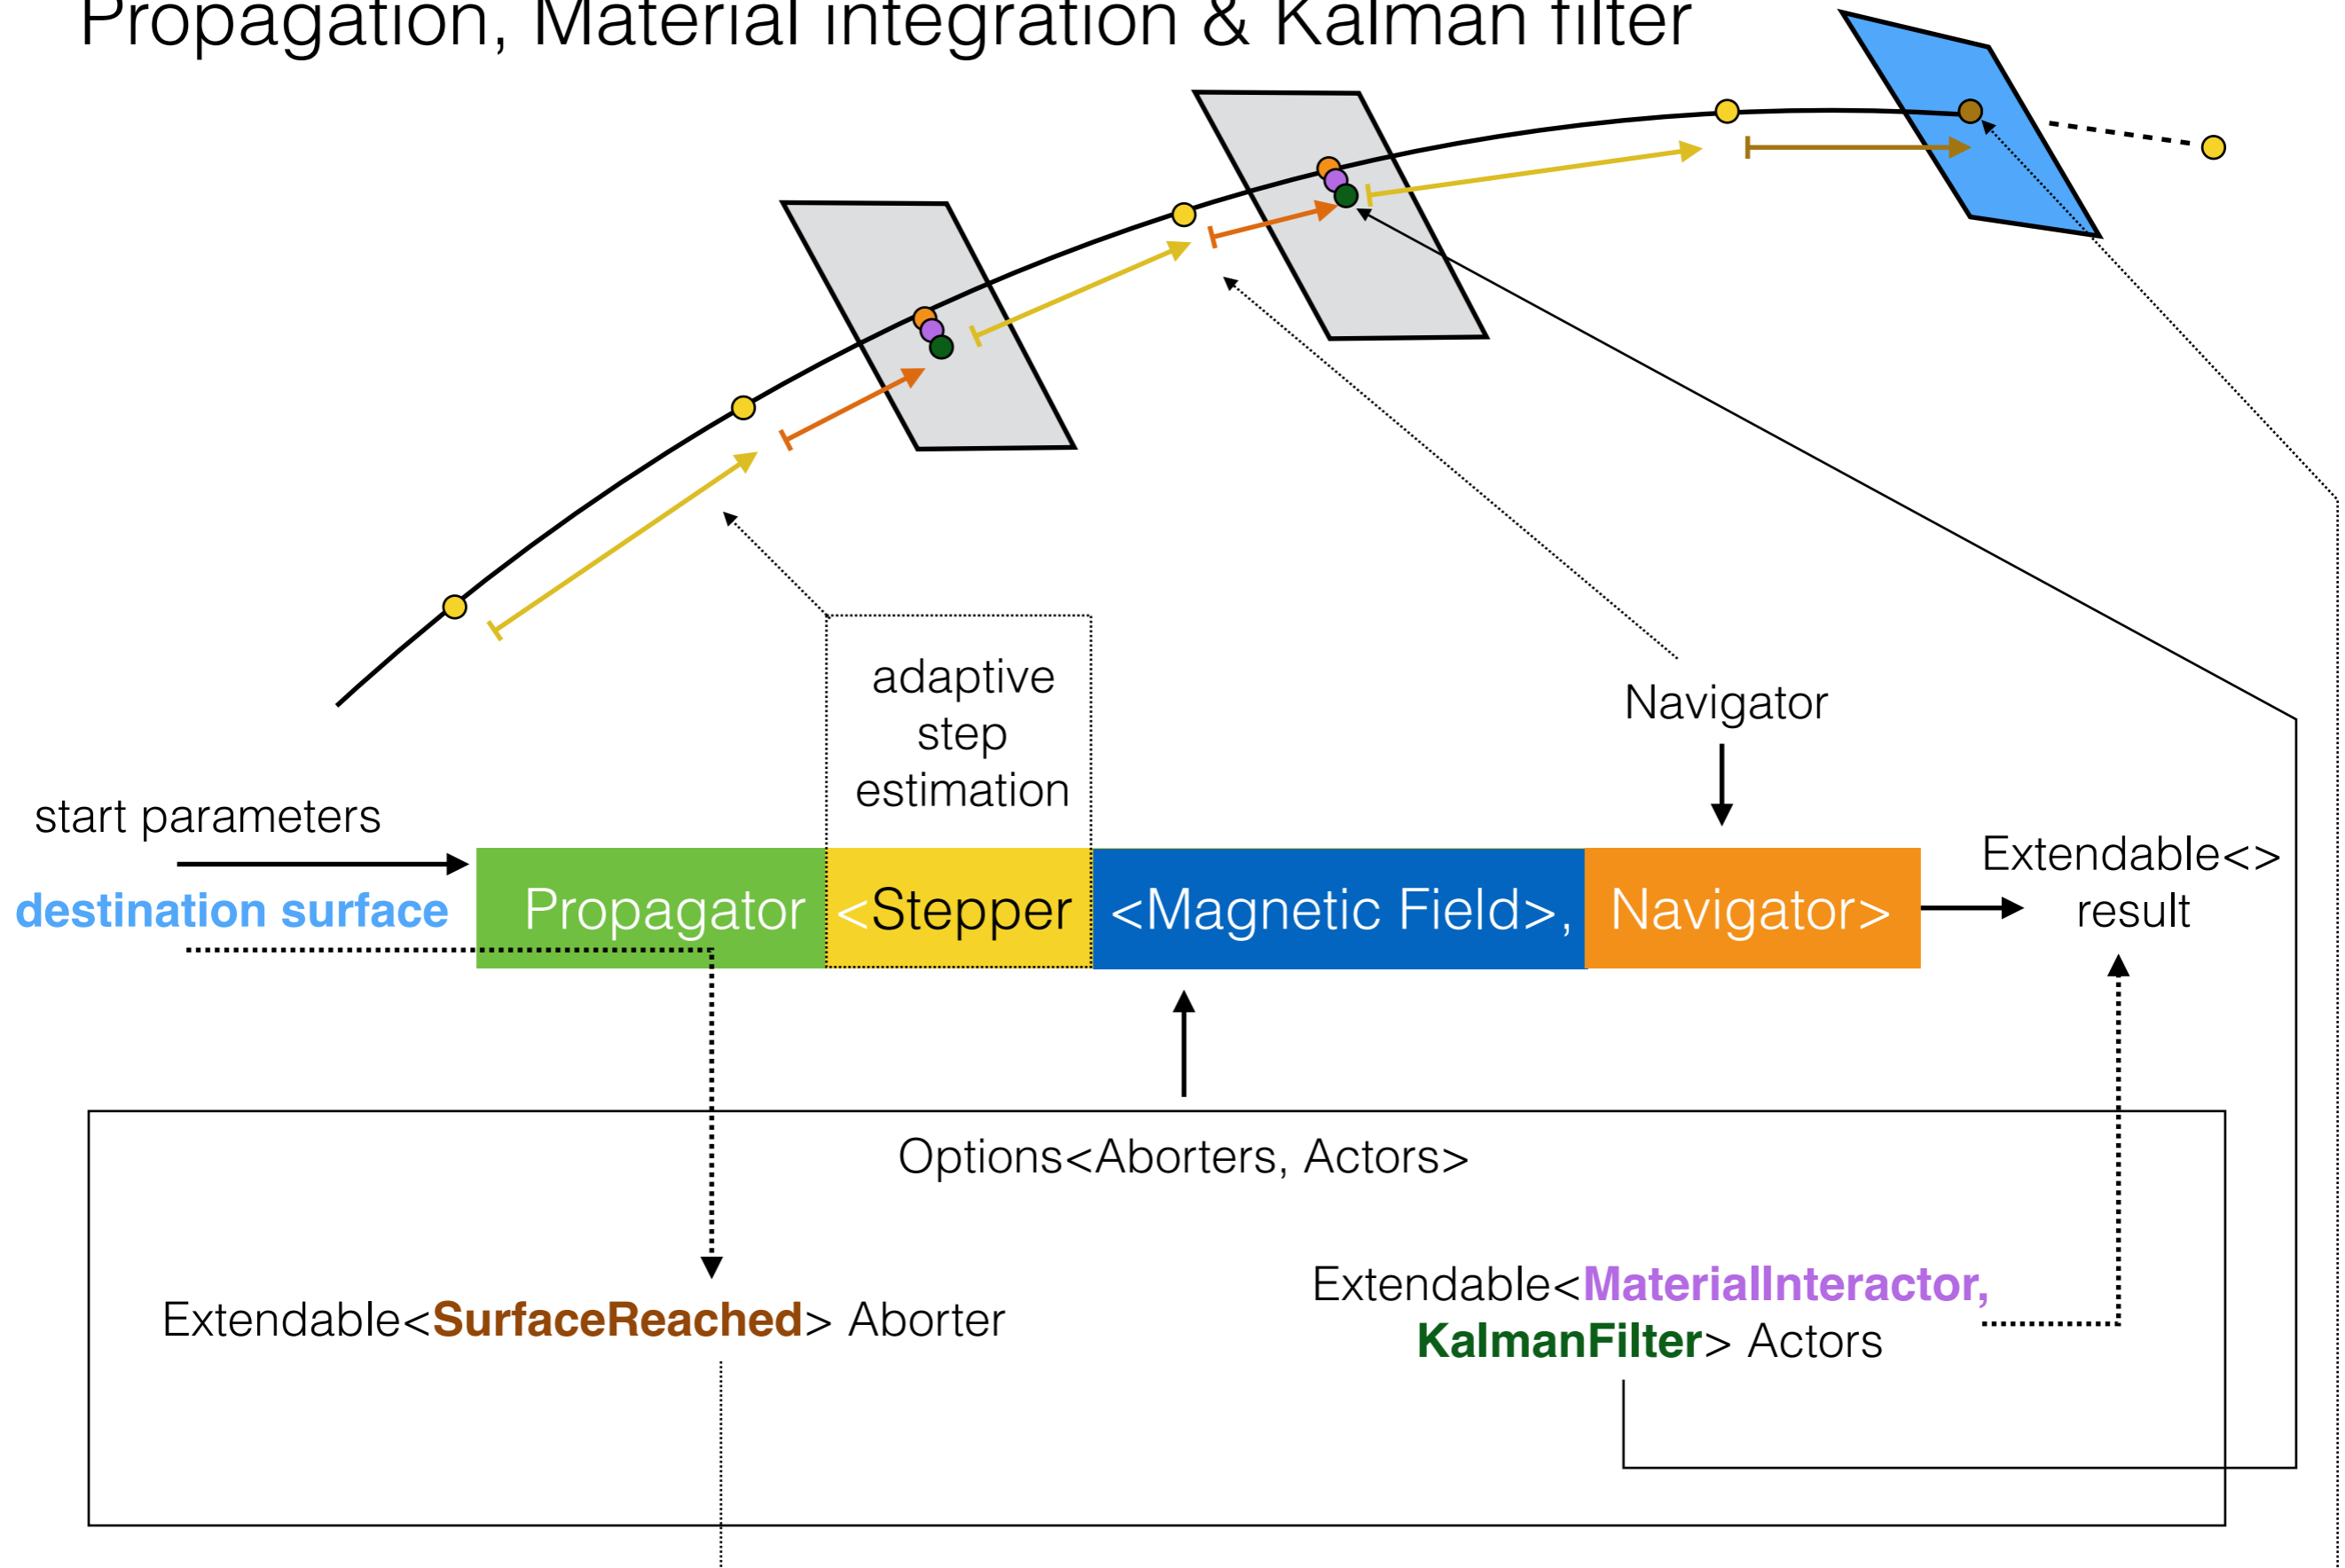 Propagation, Material integration & Kalman filter
adaptive
step
estimation
Navigator
start parameters
destination surface
Propagator <Stepper <Magnetic Field>, Navigator>
Extendable<>
result
Options<Aborters, Actors>
Extendable<SurfaceReached> Aborter
Extendable<MaterialInteractor,
KalmanFilter> Actors